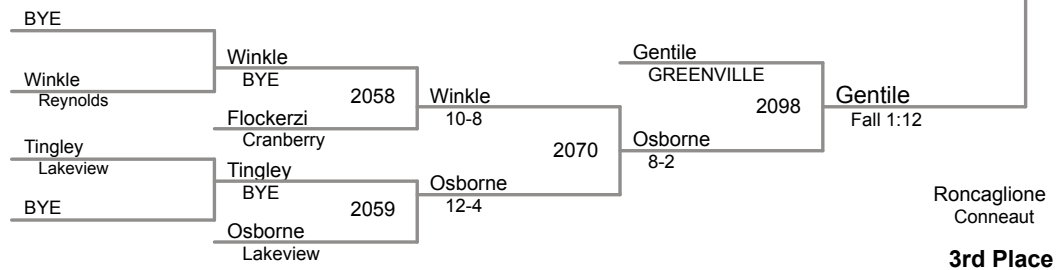 BYE
Winkle
Reynolds
Tingley
Lakeview
BYE
Winkle
BYE
2058
Flockerzi
Cranberry
Tingley
BYE
2059
Osborne
Lakeview
Winkle
10-8
2070
Osborne
12-4
Gentile
GREENVILLE
2098
Osborne
8-2
Gentile
Fall 1:12
Roncaglione
Conneaut
3rd Place